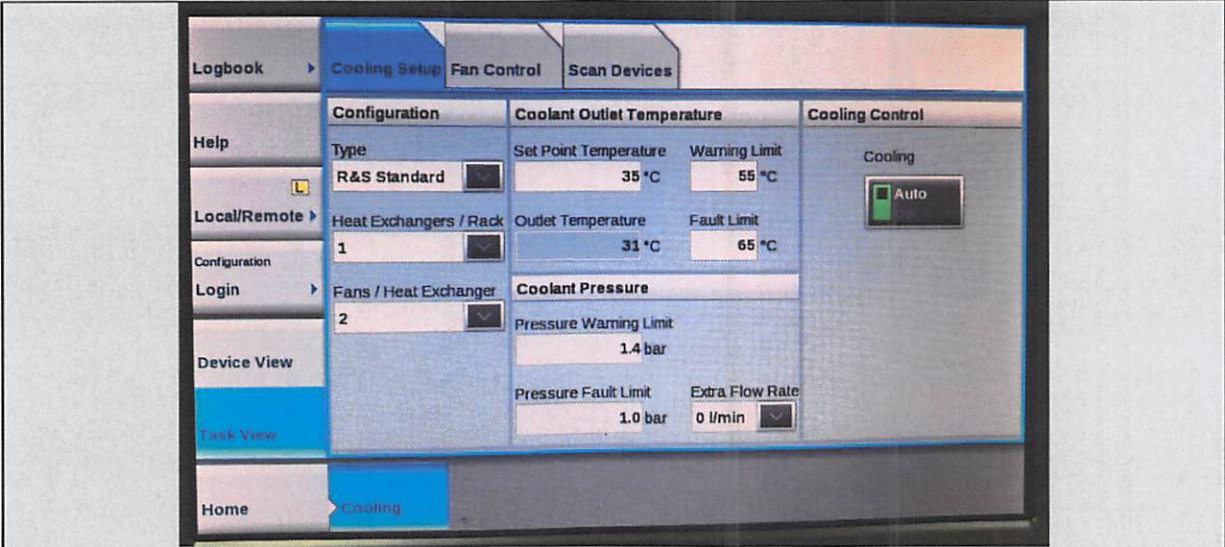 Logbook
Cooling Setup
Fan Control
Scan Devices
Help
L
Local/Remote
Configuration
Login
Device View
Task View
Home
Cooling
Configuration
Type
R&S Standard
Heat Exchangers / Rack
1
Fans / Heat Exchanger
2
Coolant Outlet Temperature
Set Point Temperature
35 °C
Warning Limit
55 °C
Outlet Temperature
31 °C
Fault Limit
65 °C
Coolant Pressure
Pressure Warning Limit
1.4 bar
Pressure Fault Limit
1.0 bar
Extra Flow Rate
0 l/min
Cooling Control
Cooling
Auto